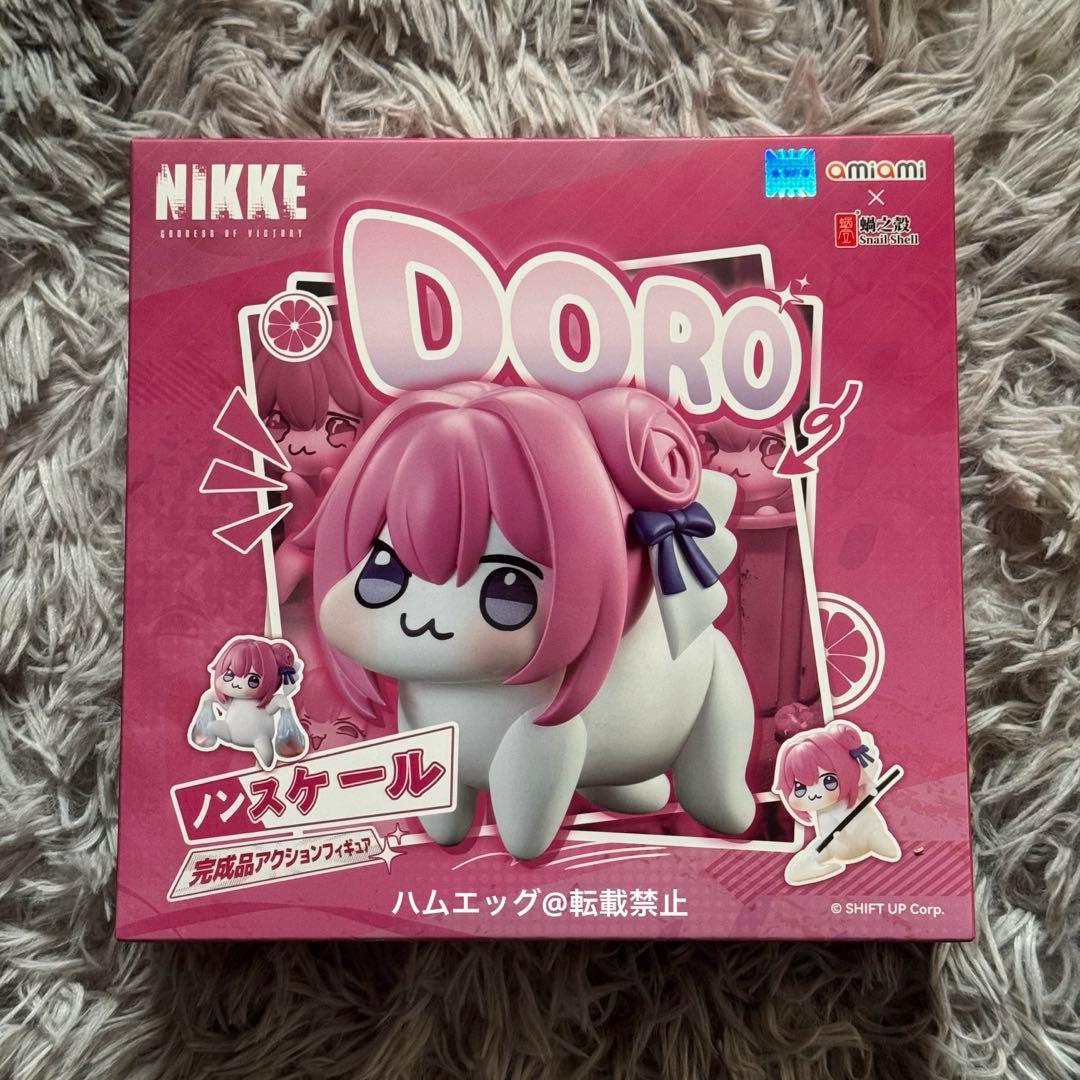 NIKKE
GODDESS OF VICTORY
amiami
×
蝸之殼
Snail Shell
DORO
ノンスケール
完成品アクションフィギュア
ハムエッグ@転載禁止
© SHIFT UP Corp.